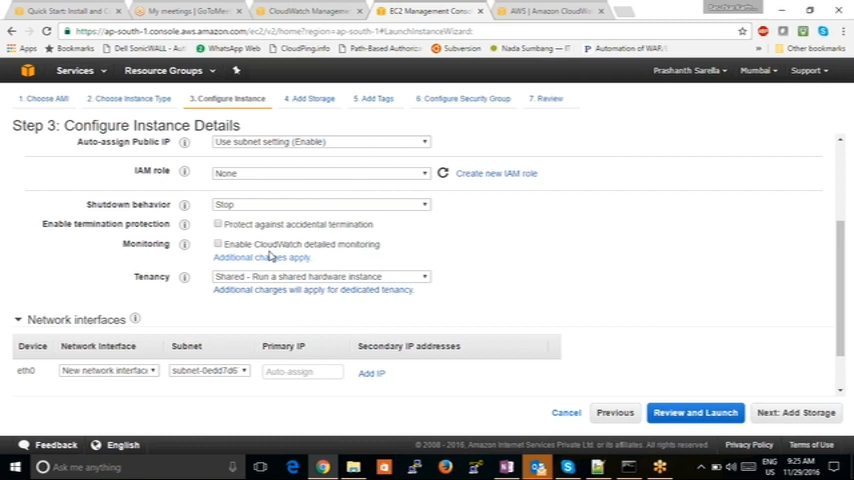 Quick Start: Install and C
My meetings | GoToMee
CloudWatch Manageme
EC2 Management Conso
AWS | Amazon CloudW
https://ap-south-1.console.aws.amazon.com/ec2/v2/home?region=ap-south-1#LaunchInstanceWizard:
Apps
Bookmarks
Dell SonicWALL
WhatsApp Web
CloudPing.info
Path-Based Authoriz
Subversion
Nada Sumbang
Automation of WAR/
Other bookmarks
Services
Resource Groups
Prashanth Sarella
Mumbai
Support
1. Choose AMI
2. Choose Instance Type
3. Configure Instance
4. Add Storage
5. Add Tags
6. Configure Security Group
7. Review
Step 3: Configure Instance Details
Auto-assign Public IP
Use subnet setting (Enable)
IAM role
None
Create new IAM role
Shutdown behavior
Stop
Enable termination protection
Protect against accidental termination
Monitoring
Enable CloudWatch detailed monitoring
Additional charges apply.
Tenancy
Shared - Run a shared hardware instance
Additional charges will apply for dedicated tenancy.
Network interfaces
Device
Network Interface
Subnet
Primary IP
Secondary IP addresses
eth0
New network interfac
subnet-0edd7d6
Auto-assign
Add IP
Cancel
Previous
Review and Launch
Next: Add Storage
Feedback
English
© 2008 - 2016, Amazon Internet Services Private Ltd. or its affiliates. All rights reserved.
Privacy Policy
Terms of Use
Ask me anything
ENG
US
9:25 AM
11/29/2016